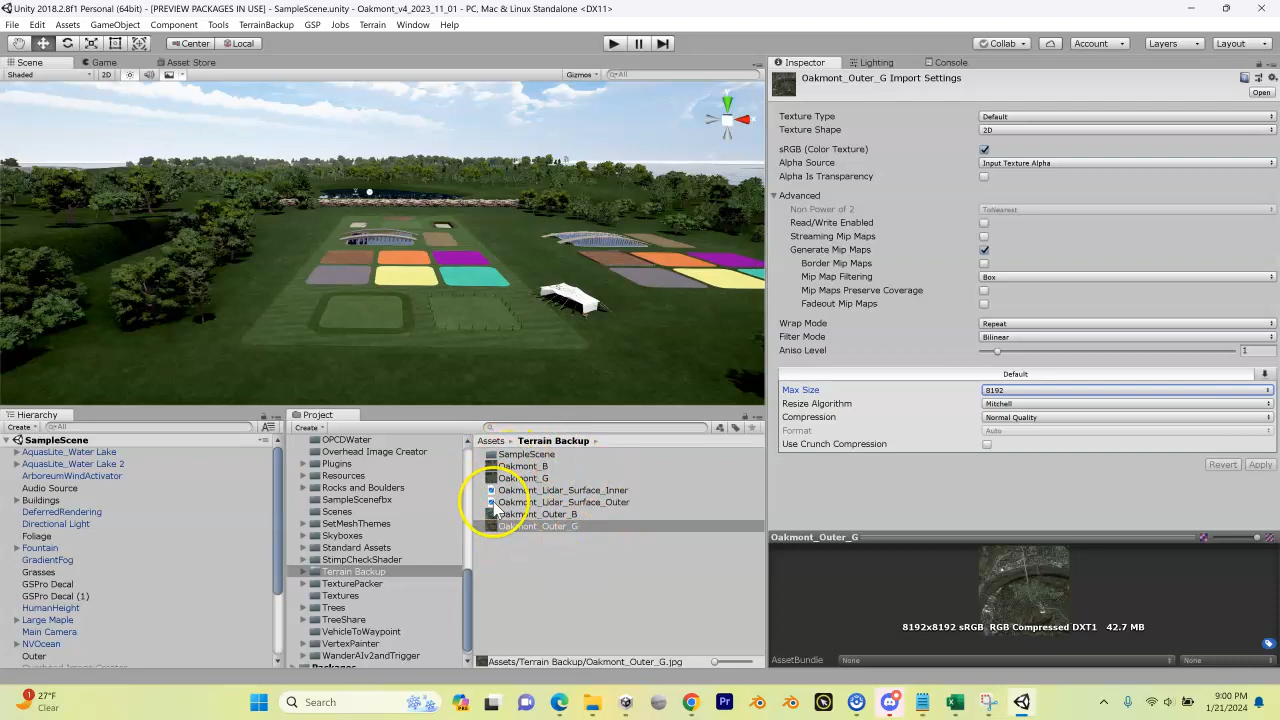 Unity 2018.2.8f1 Personal (64bit) - [PREVIEW PACKAGES IN USE] - SampleScene.unity - Oakmont_v4_2023_11_01 - PC, Mac & Linux Standalone <DX11>
File Edit Assets GameObject Component Tools TerrainBackup GSP Jobs Terrain Window Help
Center Local Collab Account Layers Layout
Scene Game Asset Store
Shaded 2D Gizmos All
Inspector Lighting Console
Oakmont_Outer_G Import Settings
Open
Texture Type Default
Texture Shape 2D
sRGB (Color Texture)
Alpha Source Input Texture Alpha
Alpha Is Transparency
Advanced
Non Power of 2 ToNearest
Read/Write Enabled
Streaming Mip Maps
Generate Mip Maps
Border Mip Maps
Mip Map Filtering Box
Mip Maps Preserve Coverage
Fadeout Mip Maps
Wrap Mode Repeat
Filter Mode Bilinear
Aniso Level 1
Default
Max Size 8192
Resize Algorithm Mitchell
Compression Normal Quality
Format Auto
Use Crunch Compression
Revert Apply
Oakmont_Outer_G
8192x8192 sRGB RGB Compressed DXT1 42.7 MB
AssetBundle None None
Hierarchy
Create All
SampleScene
AquasLite_Water Lake
AquasLite_Water Lake 2
ArboreumWindActivator
Audio Source
Buildings
DeferredRendering
Directional Light
Foliage
Fountain
GradientFog
Grasses
GSPro Decal
GSPro Decal (1)
HumanHeight
Large Maple
Main Camera
NVOcean
Outer
Overhead Image Creator
Project
Create
OPCDWater
Overhead Image Creator
Plugins
Resources
Rocks and Boulders
SampleScenefbx
Scenes
SetMeshThemes
Skyboxes
Standard Assets
StimpCheckShader
Terrain Backup
TexturePacker
Textures
Trees
TreeShare
VehicleToWaypoint
VertexPainter
WanderAIv2andTrigger
Packages
Assets Terrain Backup
SampleScene
Oakmont_B
Oakmont_G
Oakmont_Lidar_Surface_Inner
Oakmont_Lidar_Surface_Outer
Oakmont_Outer_B
Oakmont_Outer_G
Assets/Terrain Backup/Oakmont_Outer_G.jpg
27°F
Clear
Search
Pr
9:00 PM
1/21/2024